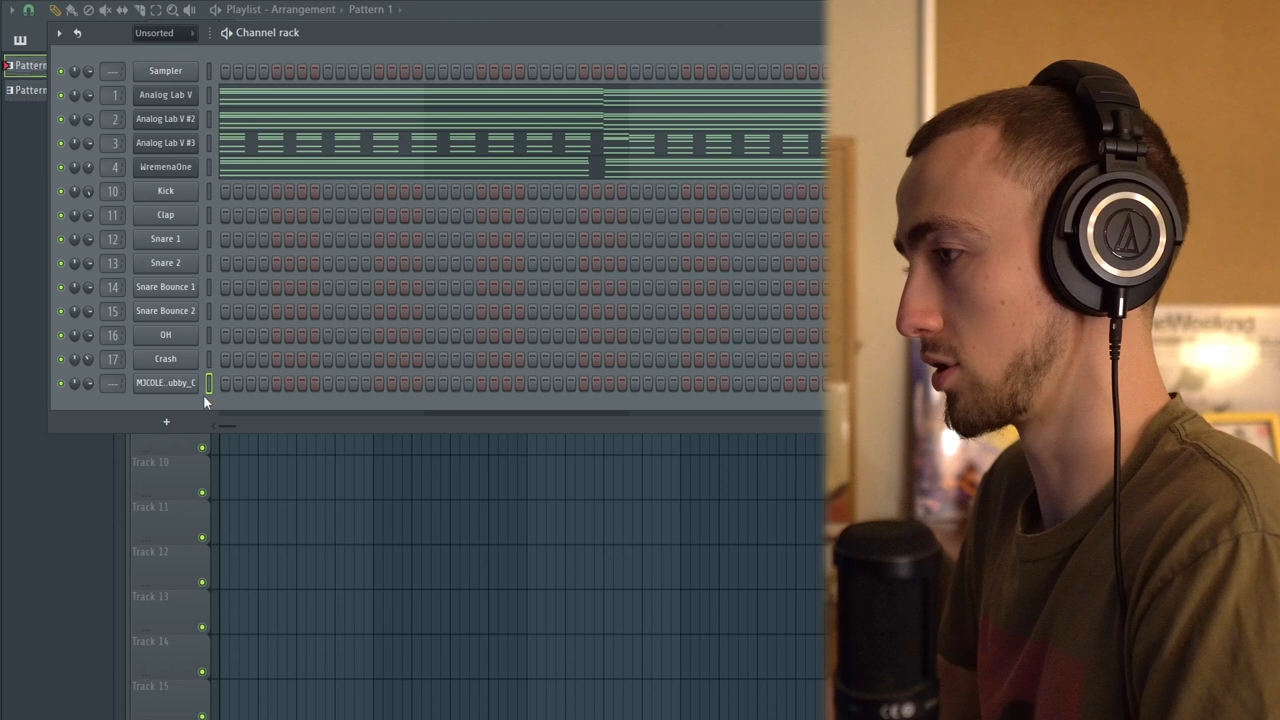 Playlist - Arrangement › Pattern 1 ›
Unsorted
Channel rack
Pattern
Pattern
--- Sampler
1 Analog Lab V
2 Analog Lab V #2
3 Analog Lab V #3
4 WremenaOne
10 Kick
11 Clap
12 Snare 1
13 Snare 2
14 Snare Bounce 1
15 Snare Bounce 2
16 OH
17 Crash
--- MJCOLE..ubby_C
+
Track 10
Track 11
Track 12
Track 13
Track 14
Track 15
eWeeknd
CE